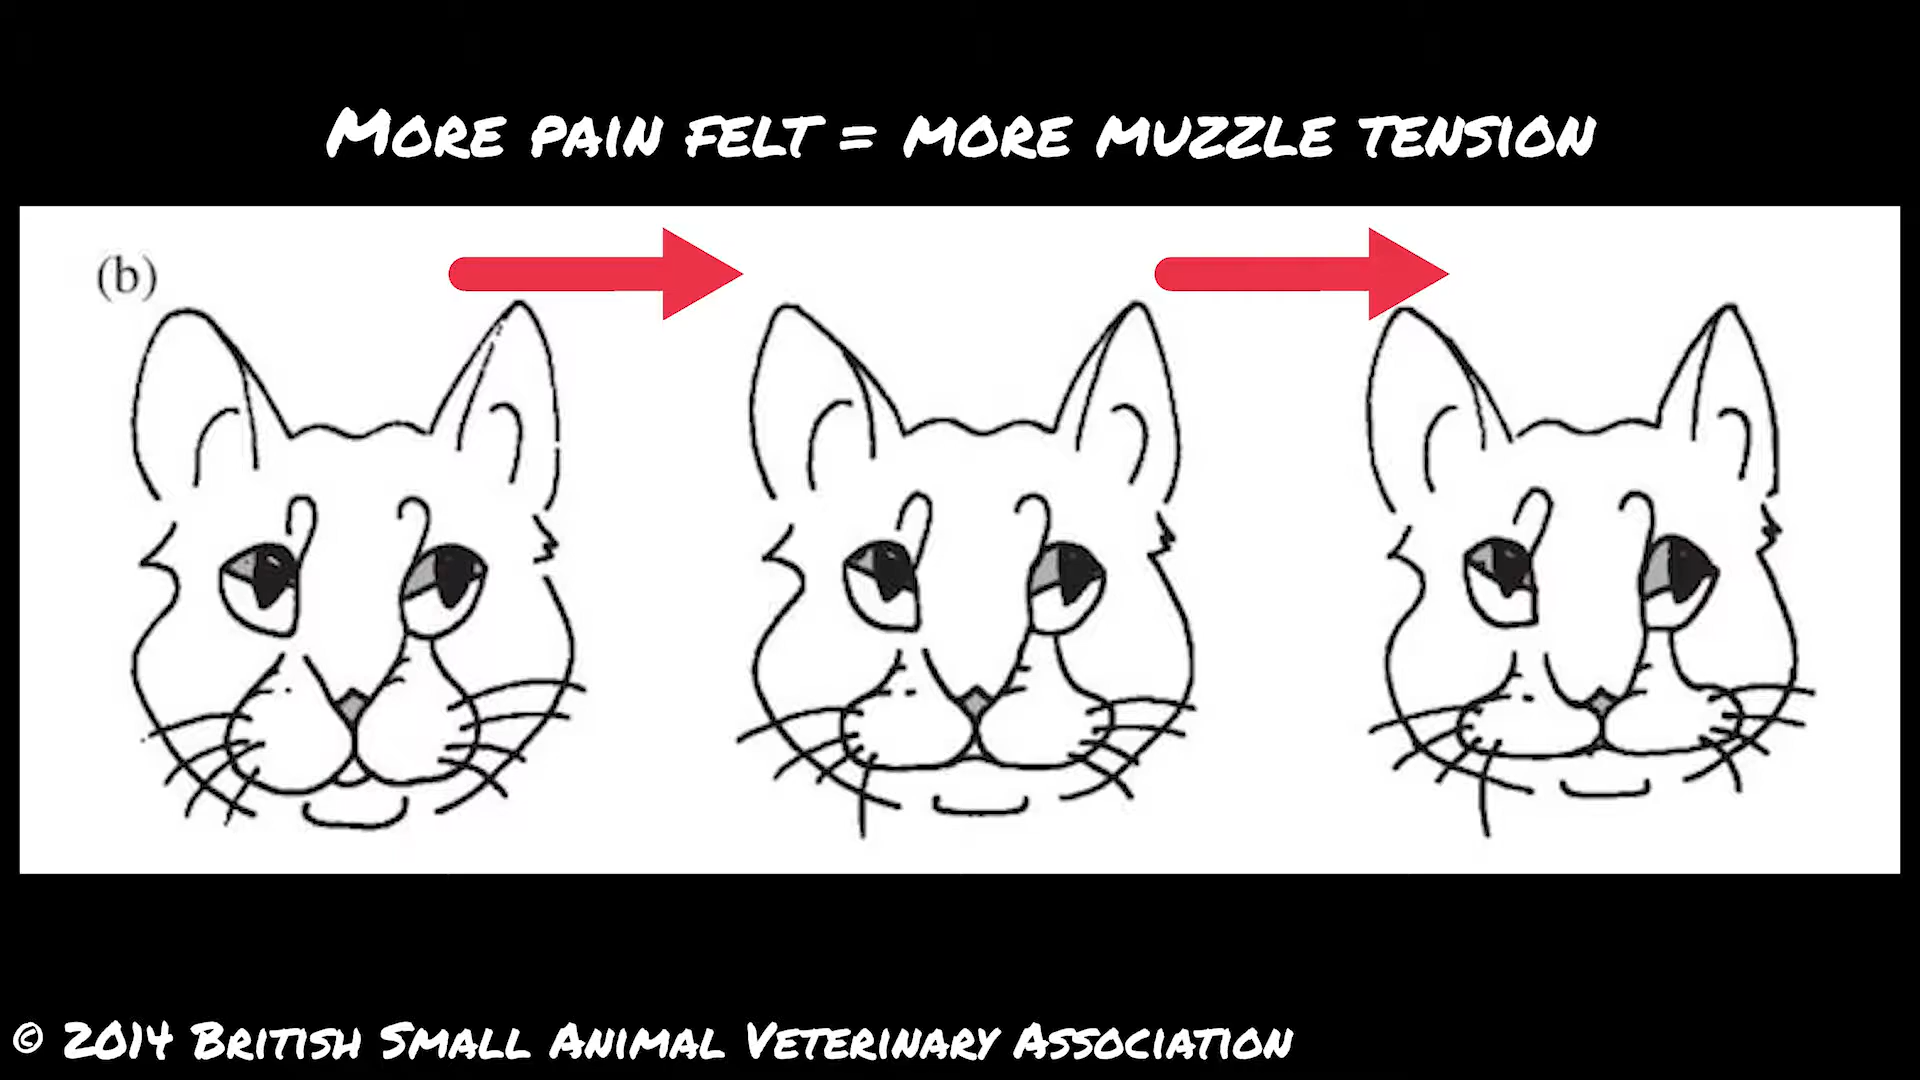 More pain felt = more muzzle tension
(b)
© 2014 British Small Animal Veterinary Association